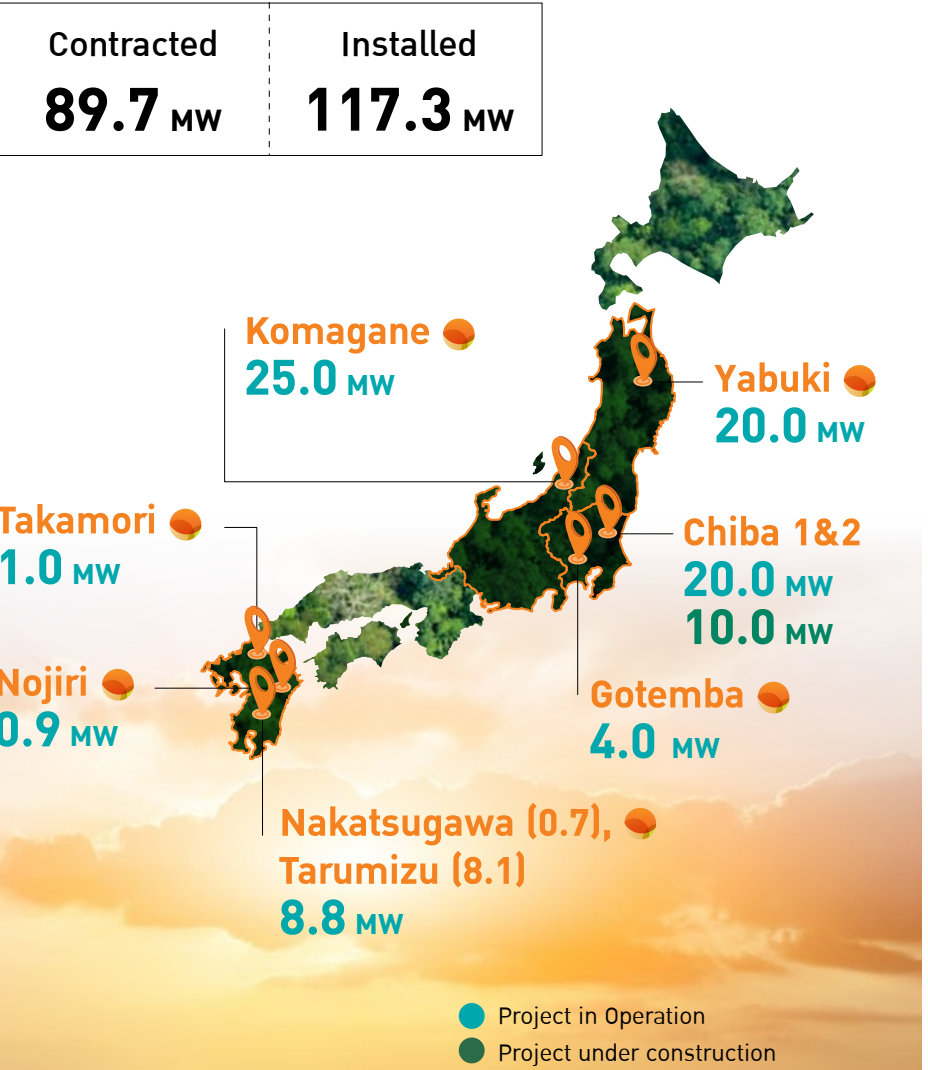 Contracted
89.7 MW
Installed
117.3 MW
Komagane
25.0 MW
Yabuki
20.0 MW
Takamori
1.0 MW
Chiba 1&2
20.0 MW
10.0 MW
Nojiri
0.9 MW
Gotemba
4.0 MW
Nakatsugawa (0.7),
Tarumizu (8.1)
8.8 MW
Project in Operation
Project under construction